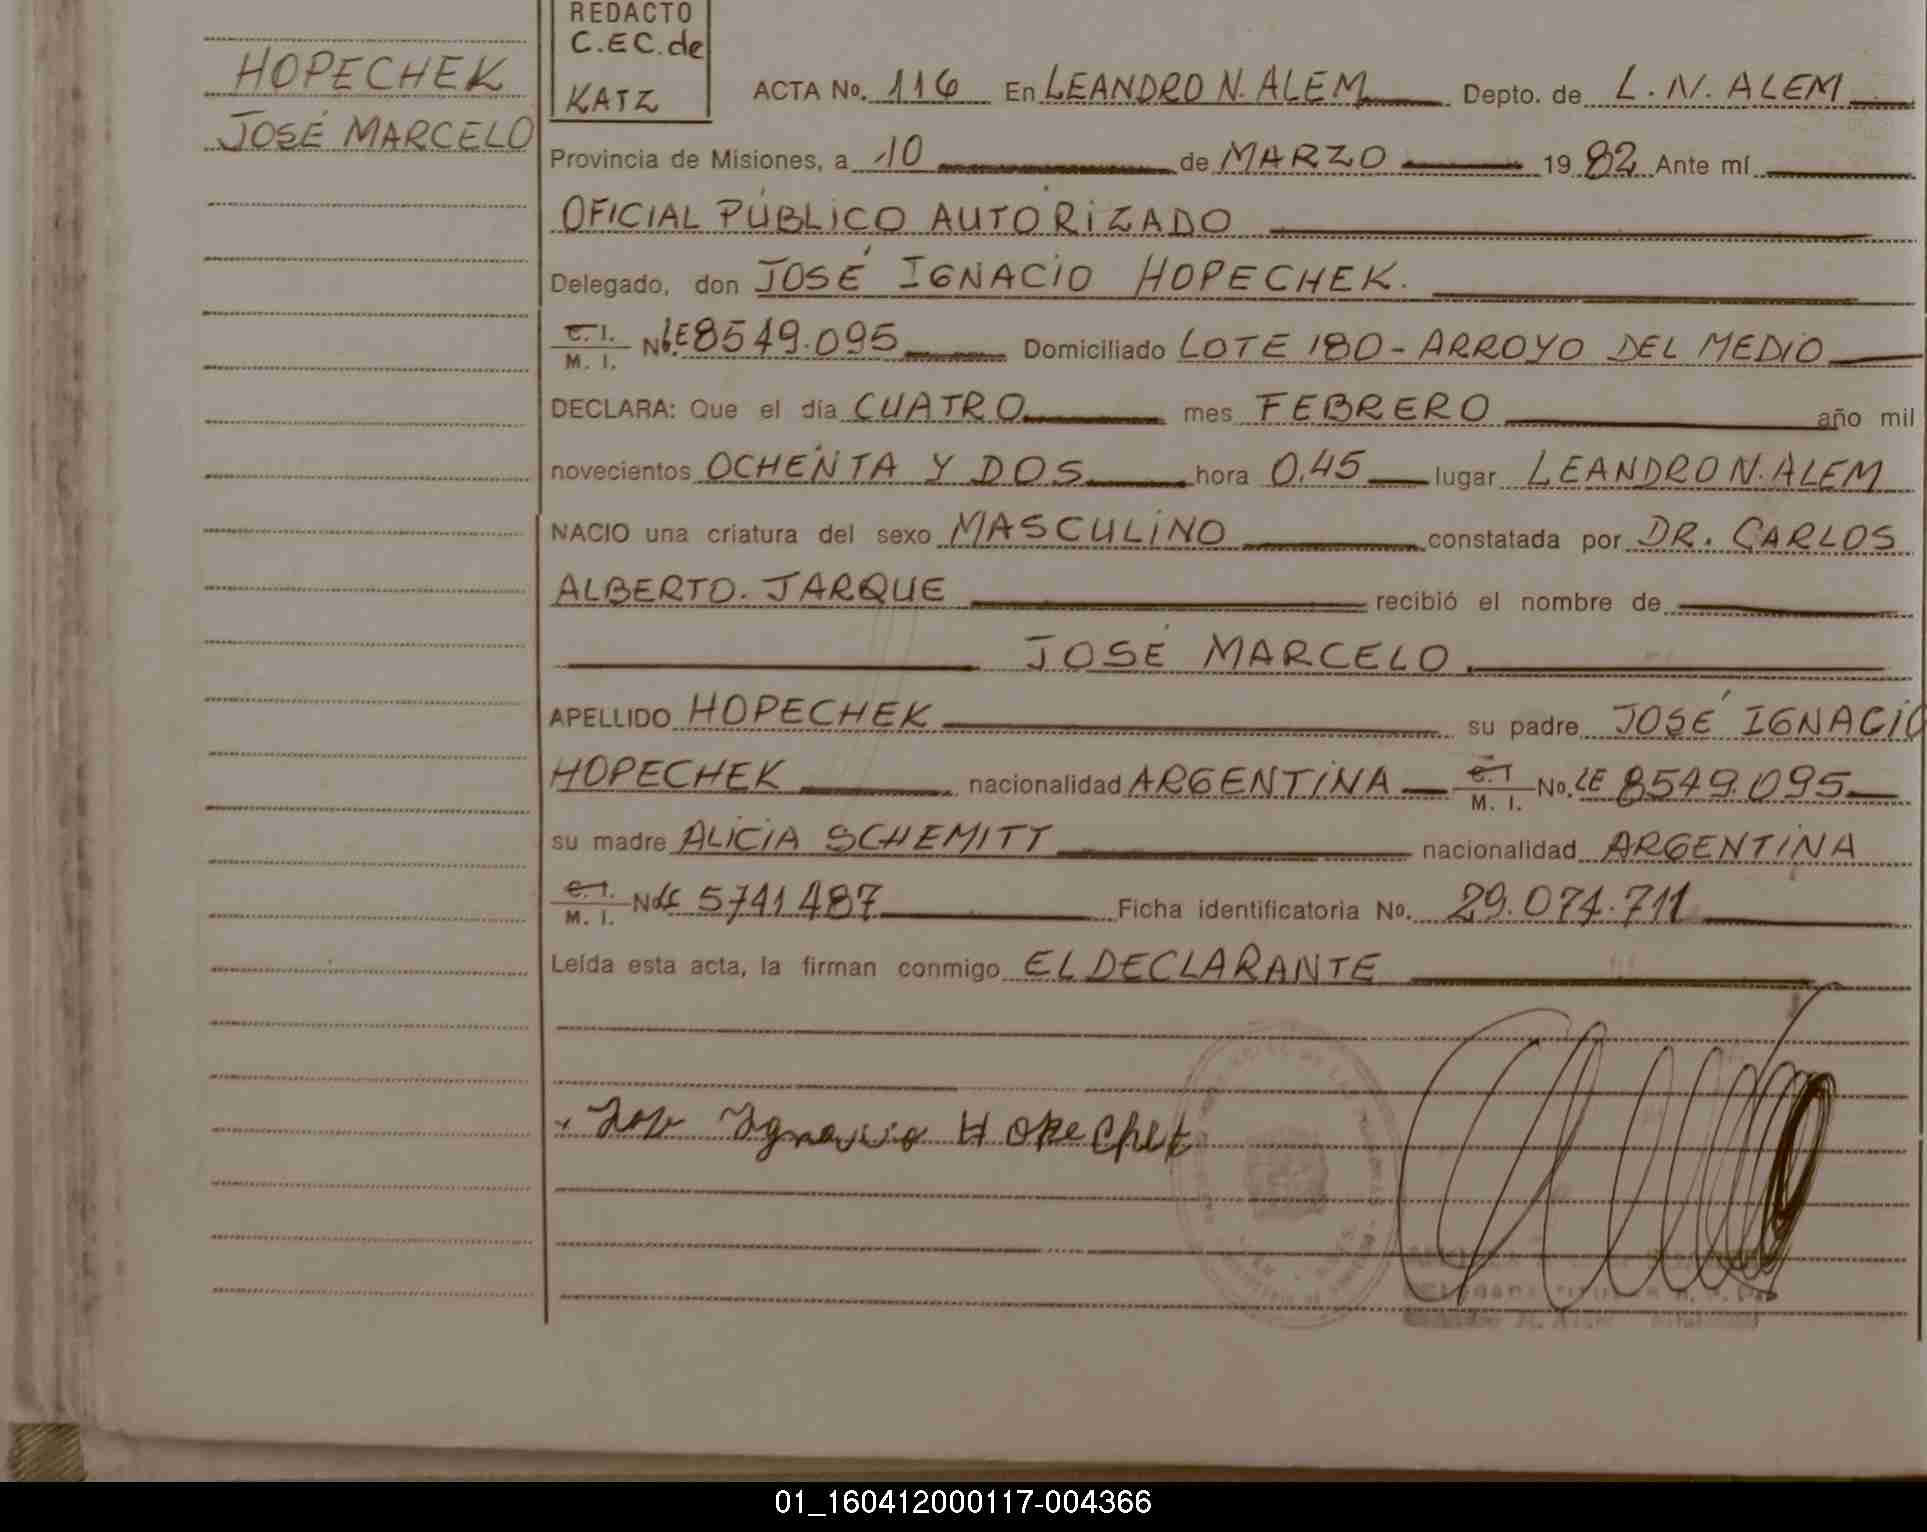 HOPECHEK
JOSÉ MARCELO
REDACTO
C.EC.de
KATZ
ACTA No. 116 En LEANDRO N. ALEM Depto. de L. N. ALEM
Provincia de Misiones, a 10 de MARZO 1982 Ante mí
OFICIAL PÚBLICO AUTORIZADO
Delegado, don JOSÉ IGNACIO HOPECHEK.
C. I.
M. I. No. LE 8549.095 Domiciliado LOTE 180 - ARROYO DEL MEDIO
DECLARA: Que el día CUATRO mes FEBRERO año mil
novecientos OCHENTA Y DOS hora 0,45 lugar LEANDRO N. ALEM
NACIO una criatura del sexo MASCULINO constatada por DR. CARLOS
ALBERTO. JARQUE recibió el nombre de
JOSÉ MARCELO.
APELLIDO HOPECHEK su padre JOSÉ IGNACIO
HOPECHEK nacionalidad ARGENTINA C. I. M. I. No. LE 8549.095
su madre ALICIA SCHEMITT nacionalidad ARGENTINA
C. I.
M. I. No LC 5741487 Ficha identificatoria No. 29.074.711
Leída esta acta, la firman conmigo EL DECLARANTE
Jose Ignacio Hopechek
01_160412000117-004366